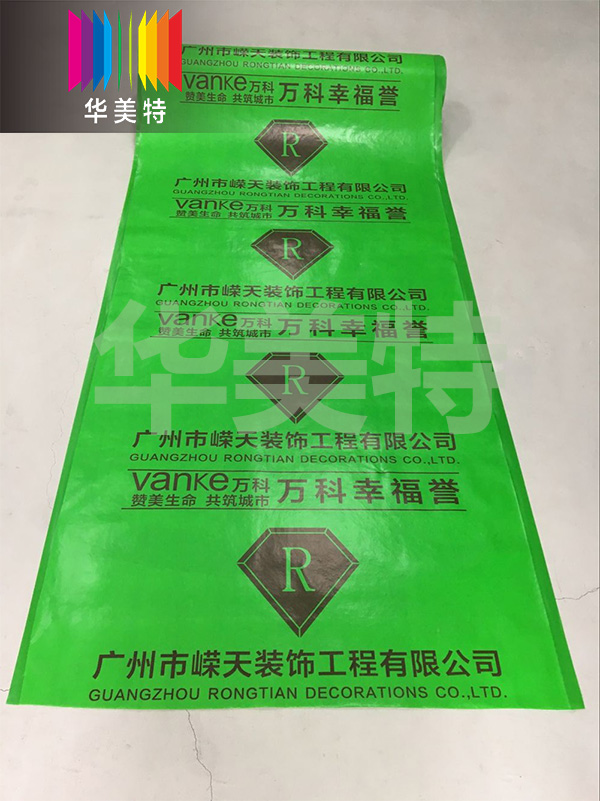 华美特
广州市嵘天装饰工程有限公司
GUANGZHOU RONGTIAN DECORATIONS CO.,LTD.
vanke万科
赞美生命 共筑城市 万科幸福誉
R
广州市嵘天装饰工程有限公司
GUANGZHOU RONGTIAN DECORATIONS CO.,LTD.
vanke万科
赞美生命 共筑城市 万科幸福誉
R
广州市嵘天装饰工程有限公司
GUANGZHOU RONGTIAN DECORATIONS CO.,LTD.
vanke万科
赞美生命 共筑城市 万科幸福誉
华美特
R
广州市嵘天装饰工程有限公司
GUANGZHOU RONGTIAN DECORATIONS CO.,LTD.
vanke万科
赞美生命 共筑城市 万科幸福誉
R
广州市嵘天装饰工程有限公司
GUANGZHOU RONGTIAN DECORATIONS CO.,LTD.